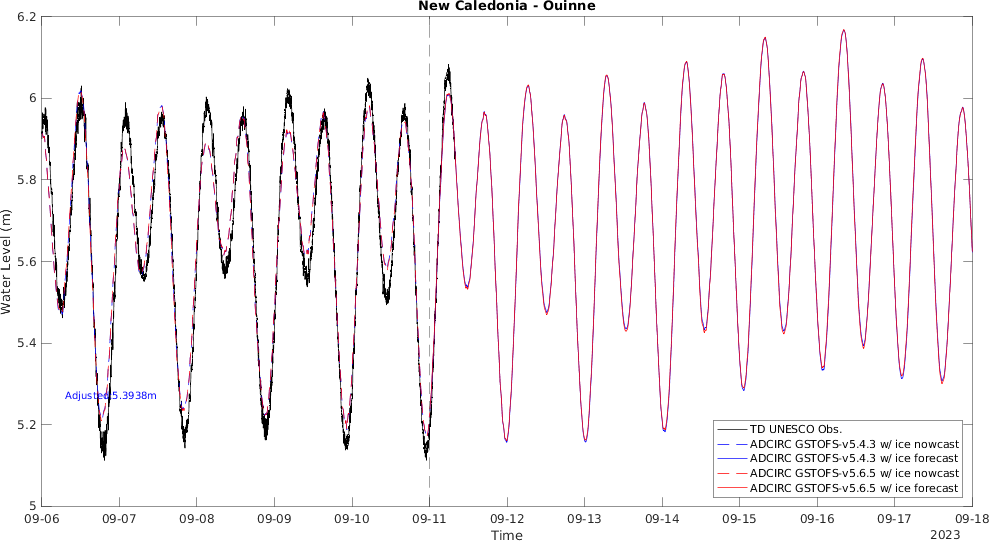 New Caledonia - Ouinne
6.2
6
5.8
5.6
5.4
5.2
5
Water Level (m)
Adjusted5.3938m
TD UNESCO Obs.
ADCIRC GSTOFS-v5.4.3 w/ ice nowcast
ADCIRC GSTOFS-v5.4.3 w/ ice forecast
ADCIRC GSTOFS-v5.6.5 w/ ice nowcast
ADCIRC GSTOFS-v5.6.5 w/ ice forecast
09-06 09-07 09-08 09-09 09-10 09-11 09-12 09-13 09-14 09-15 09-16 09-17 09-18
Time
2023